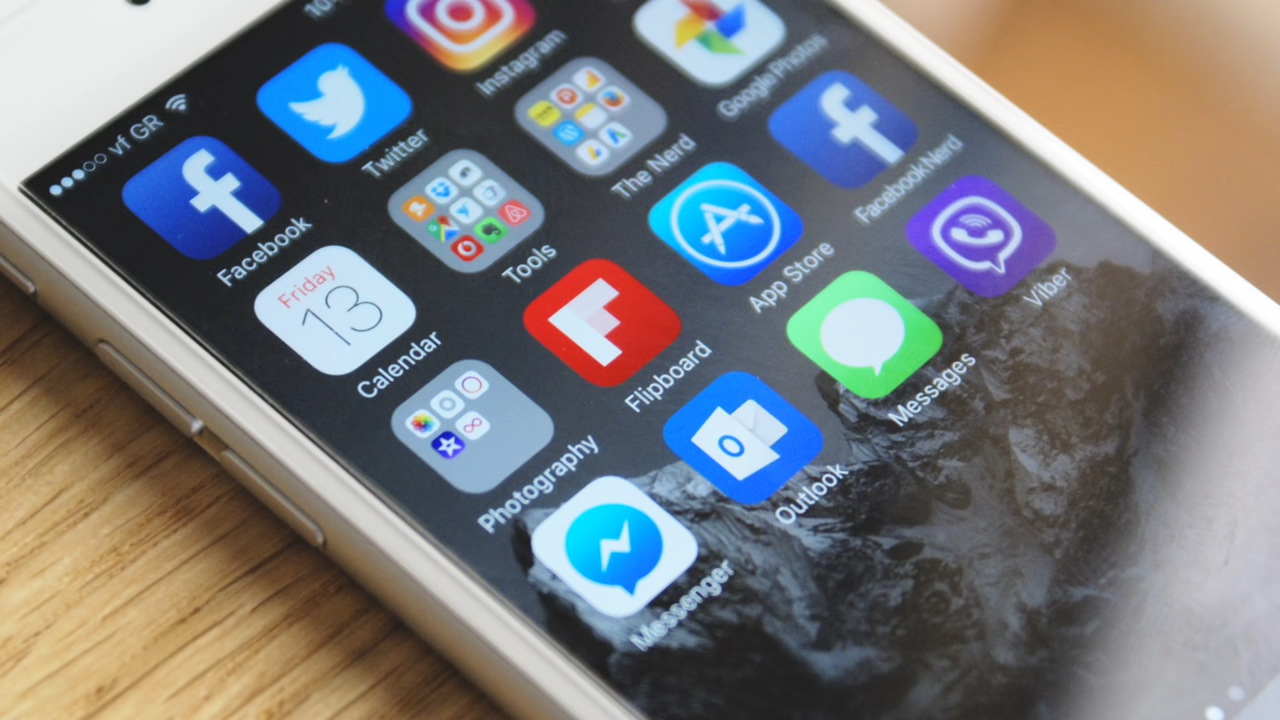 vf GR
Facebook
Twitter
Instagram
Google Photos
Friday
13
Calendar
Tools
The Nerd
FacebookNerd
Photography
Flipboard
App Store
Viber
Messenger
Outlook
Messages